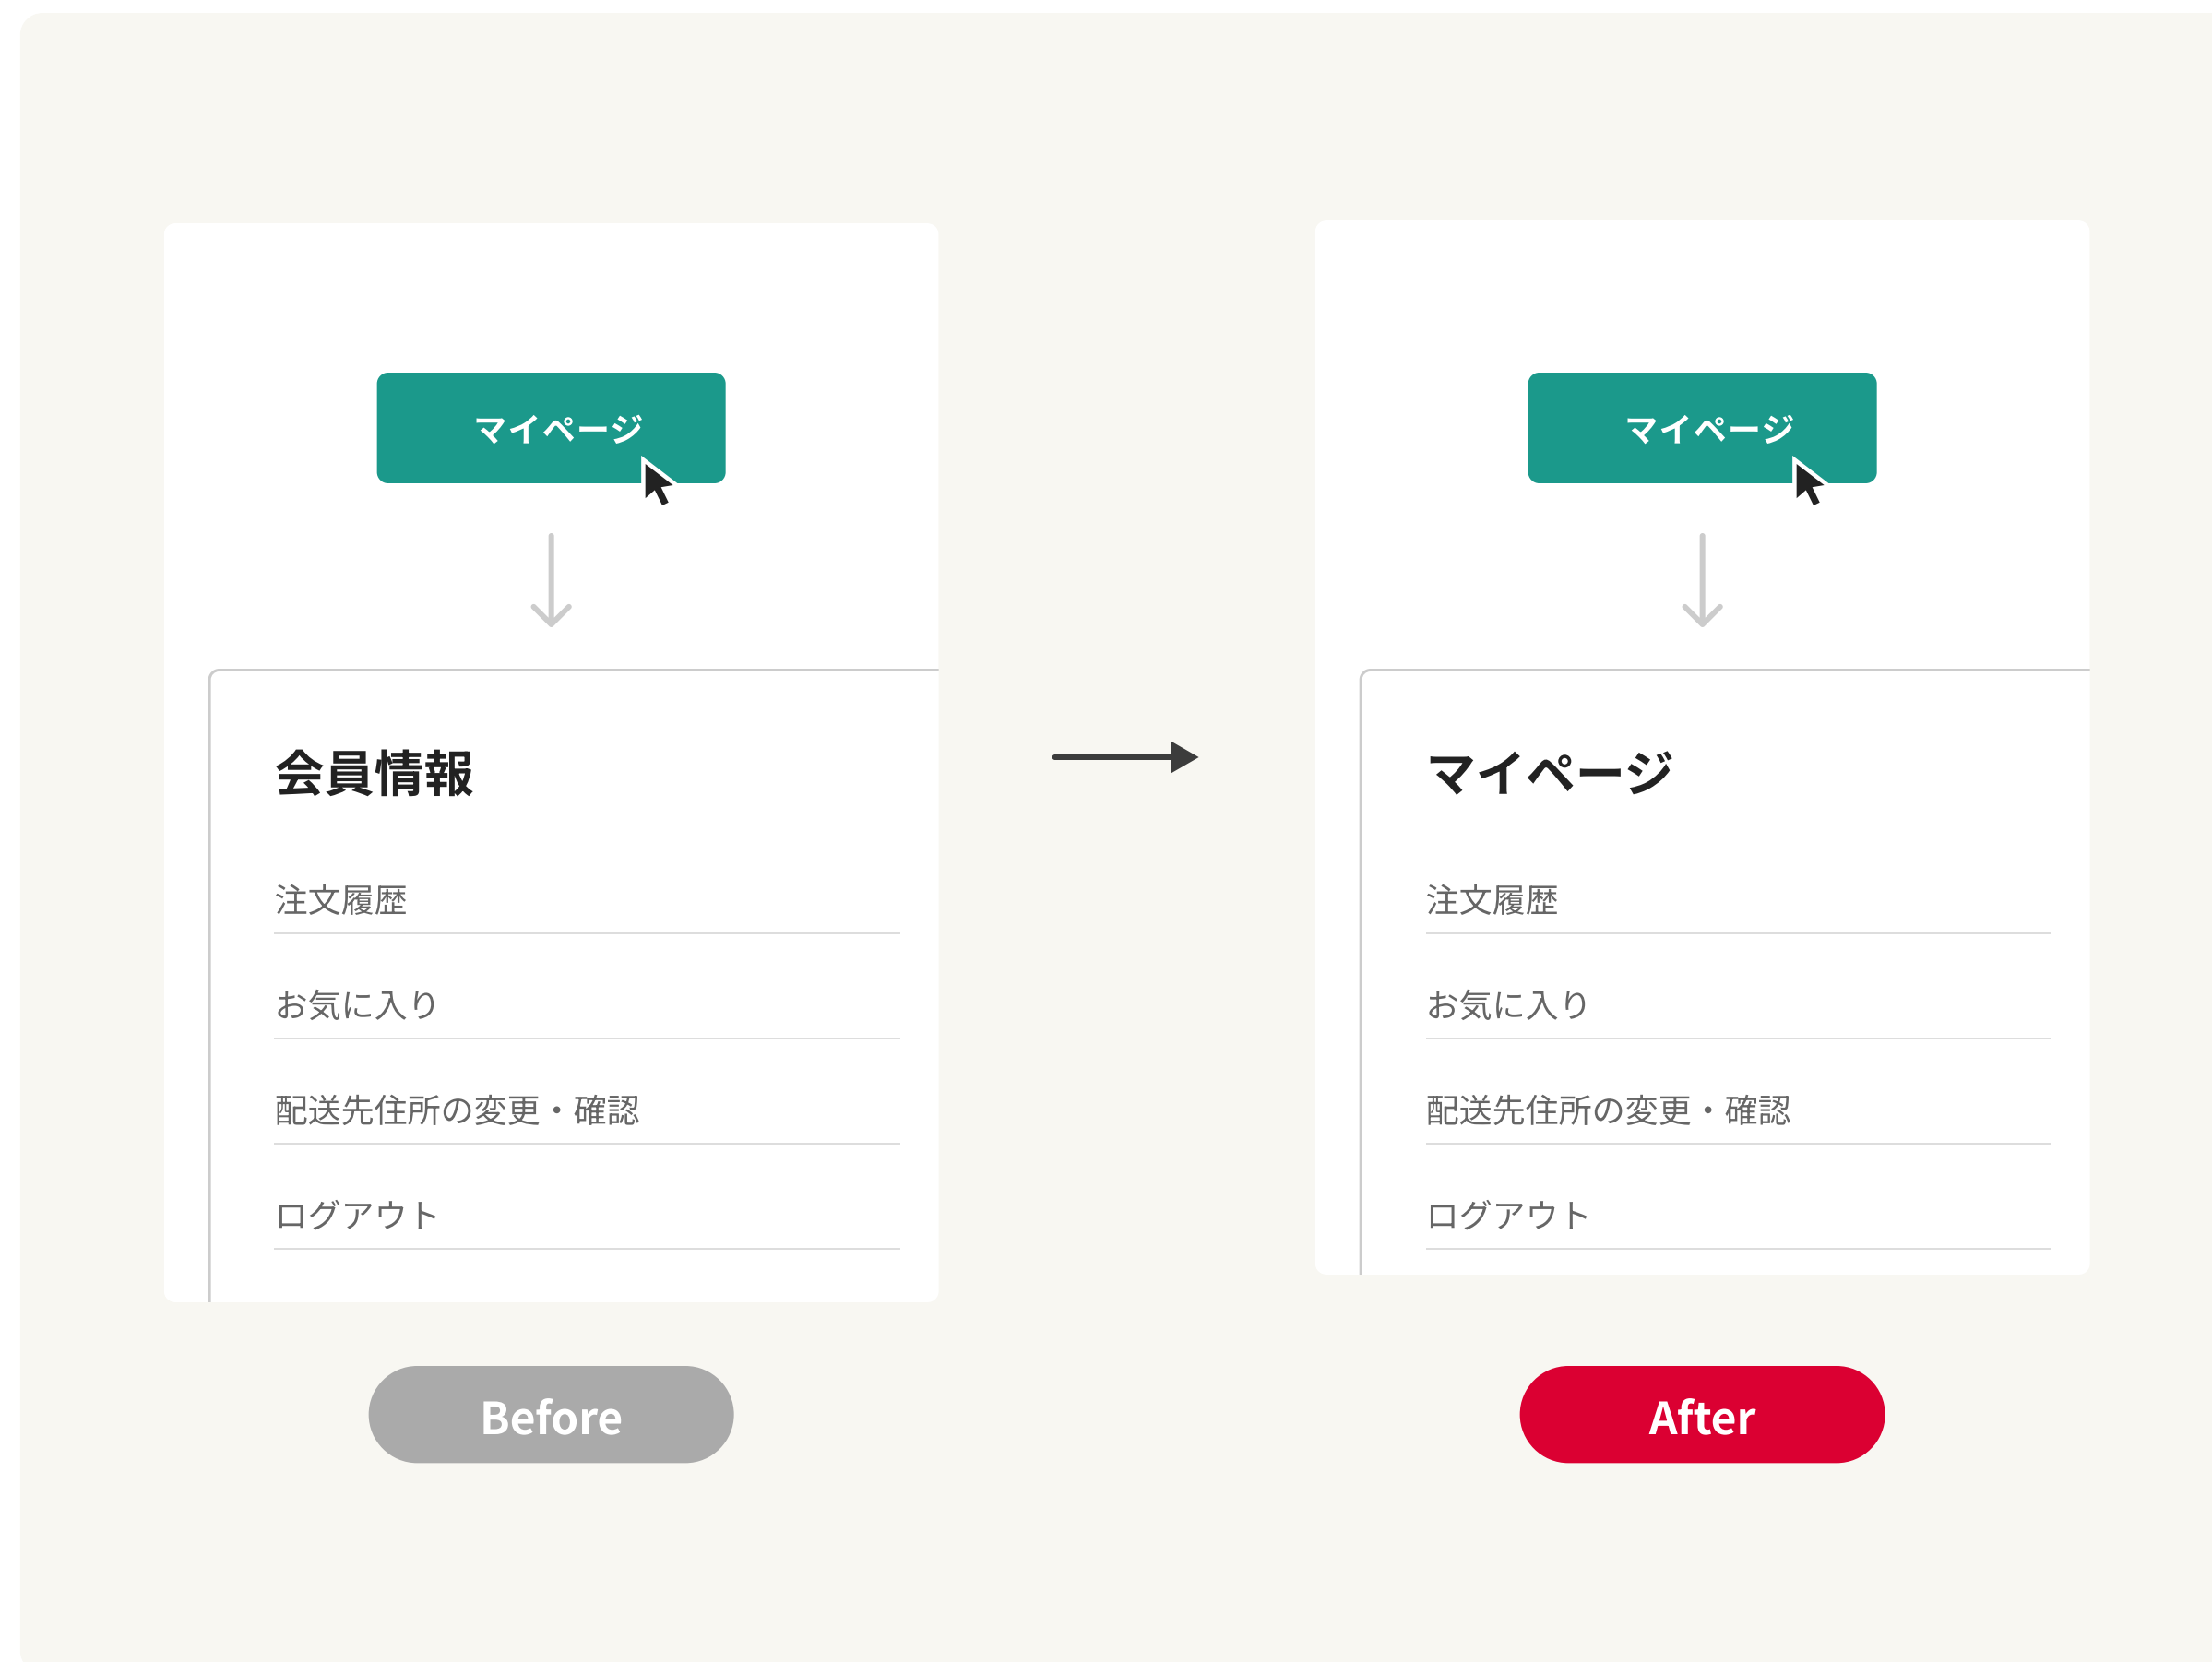 マイページ
会員情報
注文履歴
お気に入り
配送先住所の変更・確認
ログアウト
Before
マイページ
マイページ
注文履歴
お気に入り
配送先住所の変更・確認
ログアウト
After